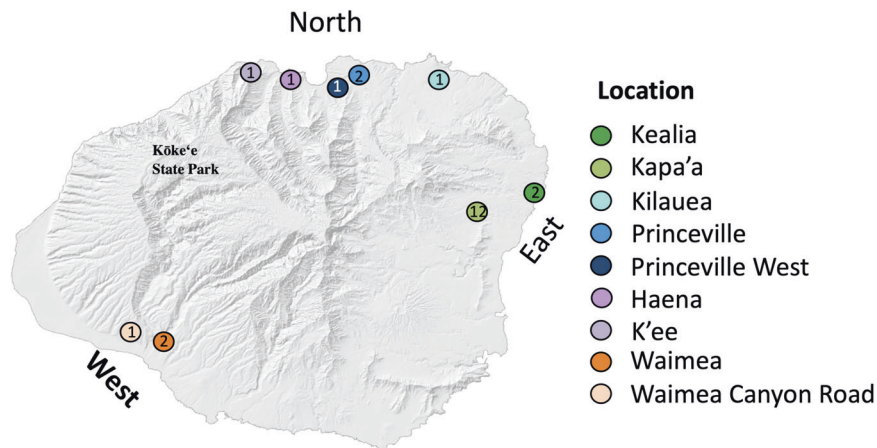 North
1
1
1
2
1
Kōkeʻe
State Park
12
2
East
1
2
West
Location
Kealia
Kapa’a
Kilauea
Princeville
Princeville West
Haena
K’ee
Waimea
Waimea Canyon Road